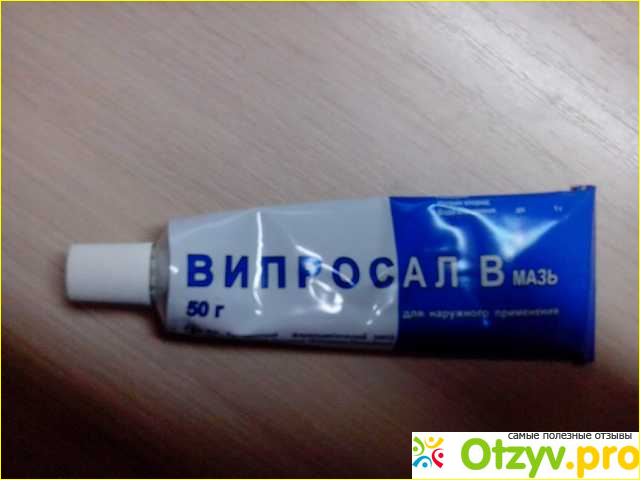 ВИПРОСАЛ В МАЗЬ
50 г
для наружного применения
самые полезные отзывы
Otzyv.pro